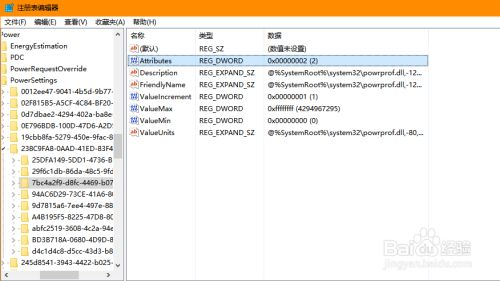 注册表编辑器
文件(F) 编辑(E) 查看(V) 收藏夹(A) 帮助(H)
Power
EnergyEstimation
PDC
PowerRequestOverride
PowerSettings
0012ee47-9041-4b5d-9b77-
02F815B5-A5CF-4C84-BF20-
0d7dbae2-4294-402a-ba8e-
0E796BDB-100D-47D6-A2D5
19cbb8fa-5279-450e-9fac-
238C9FA8-0AAD-41ED-83F4
25DFA149-5DD1-4736-B
29f6c1db-86da-48c5-9fd
7bc4a2f9-d8fc-4469-b07
94AC6D29-73CE-41A6-8
9d7815a6-7ee4-497e-88
A4B195F5-8225-47D8-80
abfc2519-3608-4c2a-94e
BD3B718A-0680-4D9D-8
d4c1d4c8-d5cc-43d3-b8
245d8541-3943-4422-b025-
名称 类型 数据
(默认) REG_SZ (数值未设置)
Attributes REG_DWORD 0x00000002 (2)
Description REG_EXPAND_SZ @%SystemRoot%\system32\powrprof.dll,-12...
FriendlyName REG_EXPAND_SZ @%SystemRoot%\system32\powrprof.dll,-12...
ValueIncrement REG_DWORD 0x00000001 (1)
ValueMax REG_DWORD 0xffffffff (4294967295)
ValueMin REG_DWORD 0x00000000 (0)
ValueUnits REG_EXPAND_SZ @%SystemRoot%\system32\powrprof.dll,-80,...
Baidu 经验